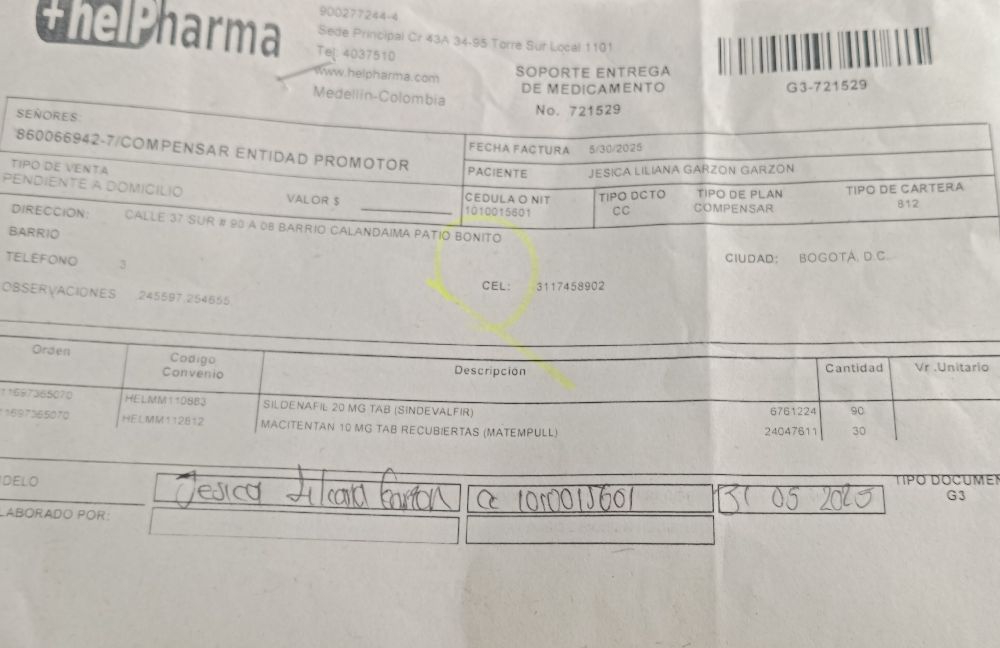 +helPharma
900277244-4
Sede Principal Cr 43A 34-95 Torre Sur Local 1101
Tel: 4037510
www.helpharma.com
Medellin-Colombia
SOPORTE ENTREGA
DE MEDICAMENTO
No. 721529
G3-721529
SEÑORES:
860066942-7/COMPENSAR ENTIDAD PROMOTOR
TIPO DE VENTA
PENDIENTE A DOMICILIO
VALOR $
FECHA FACTURA 5/30/2025
PACIENTE JESICA LILIANA GARZON GARZON
CEDULA O NIT
1010015601
TIPO DCTO
CC
TIPO DE PLAN
COMPENSAR
TIPO DE CARTERA
812
DIRECCION: CALLE 37 SUR # 90 A 08 BARRIO CALANDAIMA PATIO BONITO
BARRIO
TELÉFONO 3
CEL: 3117458902
CIUDAD: BOGOTÁ, D.C.
OBSERVACIONES 245597,254655
Orden Codigo Convenio Descripción Cantidad Vr .Unitario
11697365070 HELMM110883 SILDENAFIL 20 MG TAB (SINDEVALFIR) 6761224 90
11697365070 HELMM112612 MACITENTAN 10 MG TAB RECUBIERTAS (MATEMPULL) 24047611 30
DELO Jesica Liliana Garzon cc 1010015601 31 05 2025 TIPO DOCUMEN
G3
LABORADO POR: